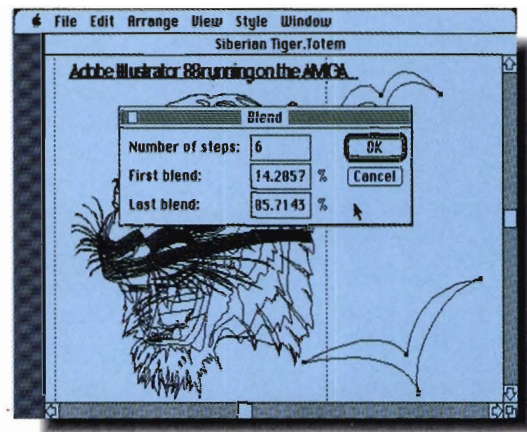 File Edit Arrange View Style Window
Siberian Tiger.Totem
Adobe Illustrator 88 running on the AMIGA...
Blend
Number of steps: 6
OK
First blend: 14.2857 %
Cancel
Last blend: 85.7143 %